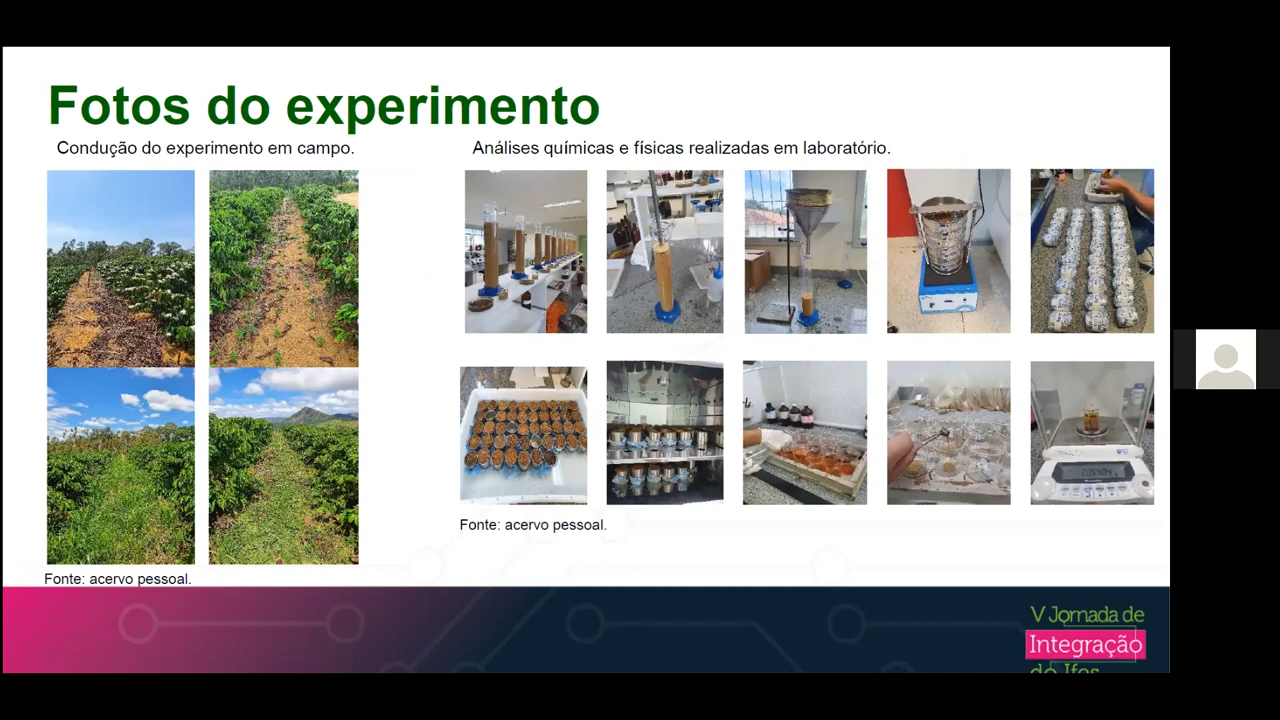 Fotos do experimento
Condução do experimento em campo.
Análises químicas e físicas realizadas em laboratório.
Fonte: acervo pessoal.
Fonte: acervo pessoal.
V Jornada de
Integração
do Ifes